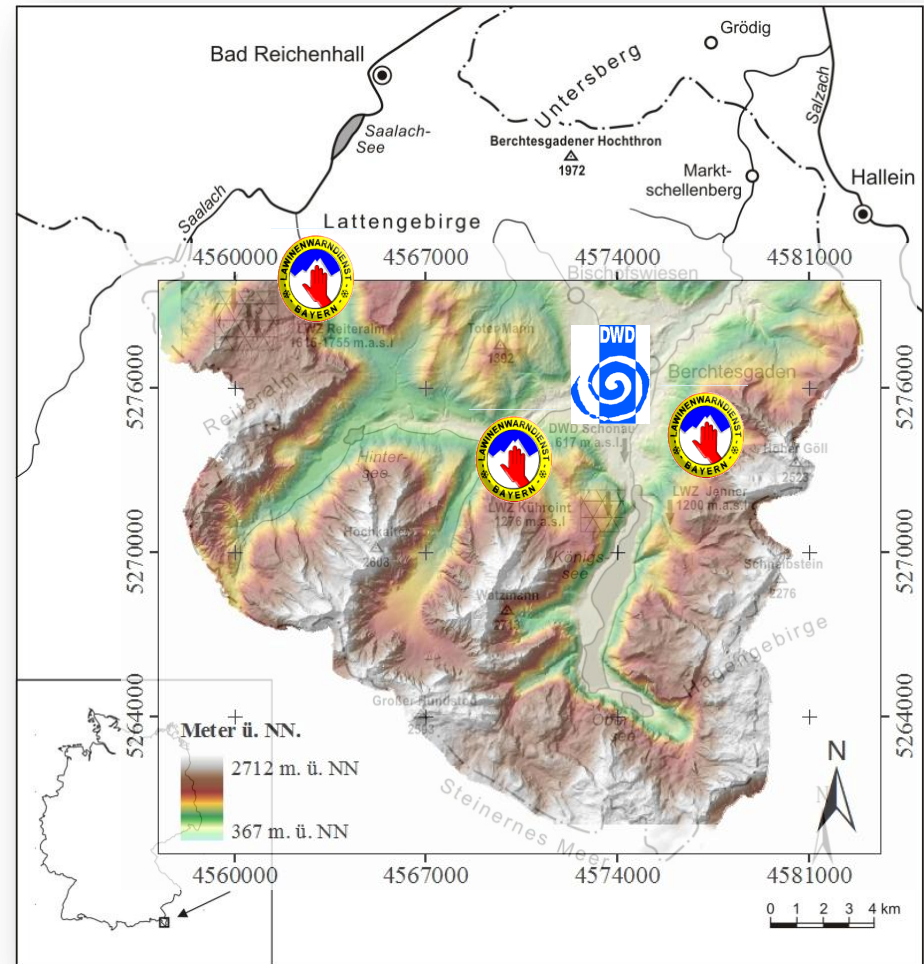 Grödig
Bad Reichenhall
Untersberg
Salzach
Saalach-
See
Berchtesgadener Hochthron
1972
Markt-
schellenberg
Hallein
Saalach
Lattengebirge
4560000
4567000
4574000
4581000
Bischofswiesen
LAWINENWARNDIENST
BAYERN
LWZ Reiteralm
1755 m.a.s.l
Toter Mann
1392
DWD
5276000
5276000
Berchtesgaden
Reiteralm
DWD Schönau
617 m.a.s.l.
LAWINENWARNDIENST
BAYERN
LAWINENWARNDIENST
BAYERN
Hoher Göll
2523
Hinter-
see
LWZ Kühroint
1276 m.a.s.l
LWZ Jenner
1200 m.a.s.l
Hochkalter
5270000
5270000
Königs-
see
Schneibstein
2276
Watzmann
Hagengebirge
5264000
5264000
Großer Hundstod
Meter ü. NN.
2712 m. ü. NN
367 m. ü. NN
Steinernes Meer
N
N
4560000
4567000
4574000
4581000
0 1 2 3 4 km